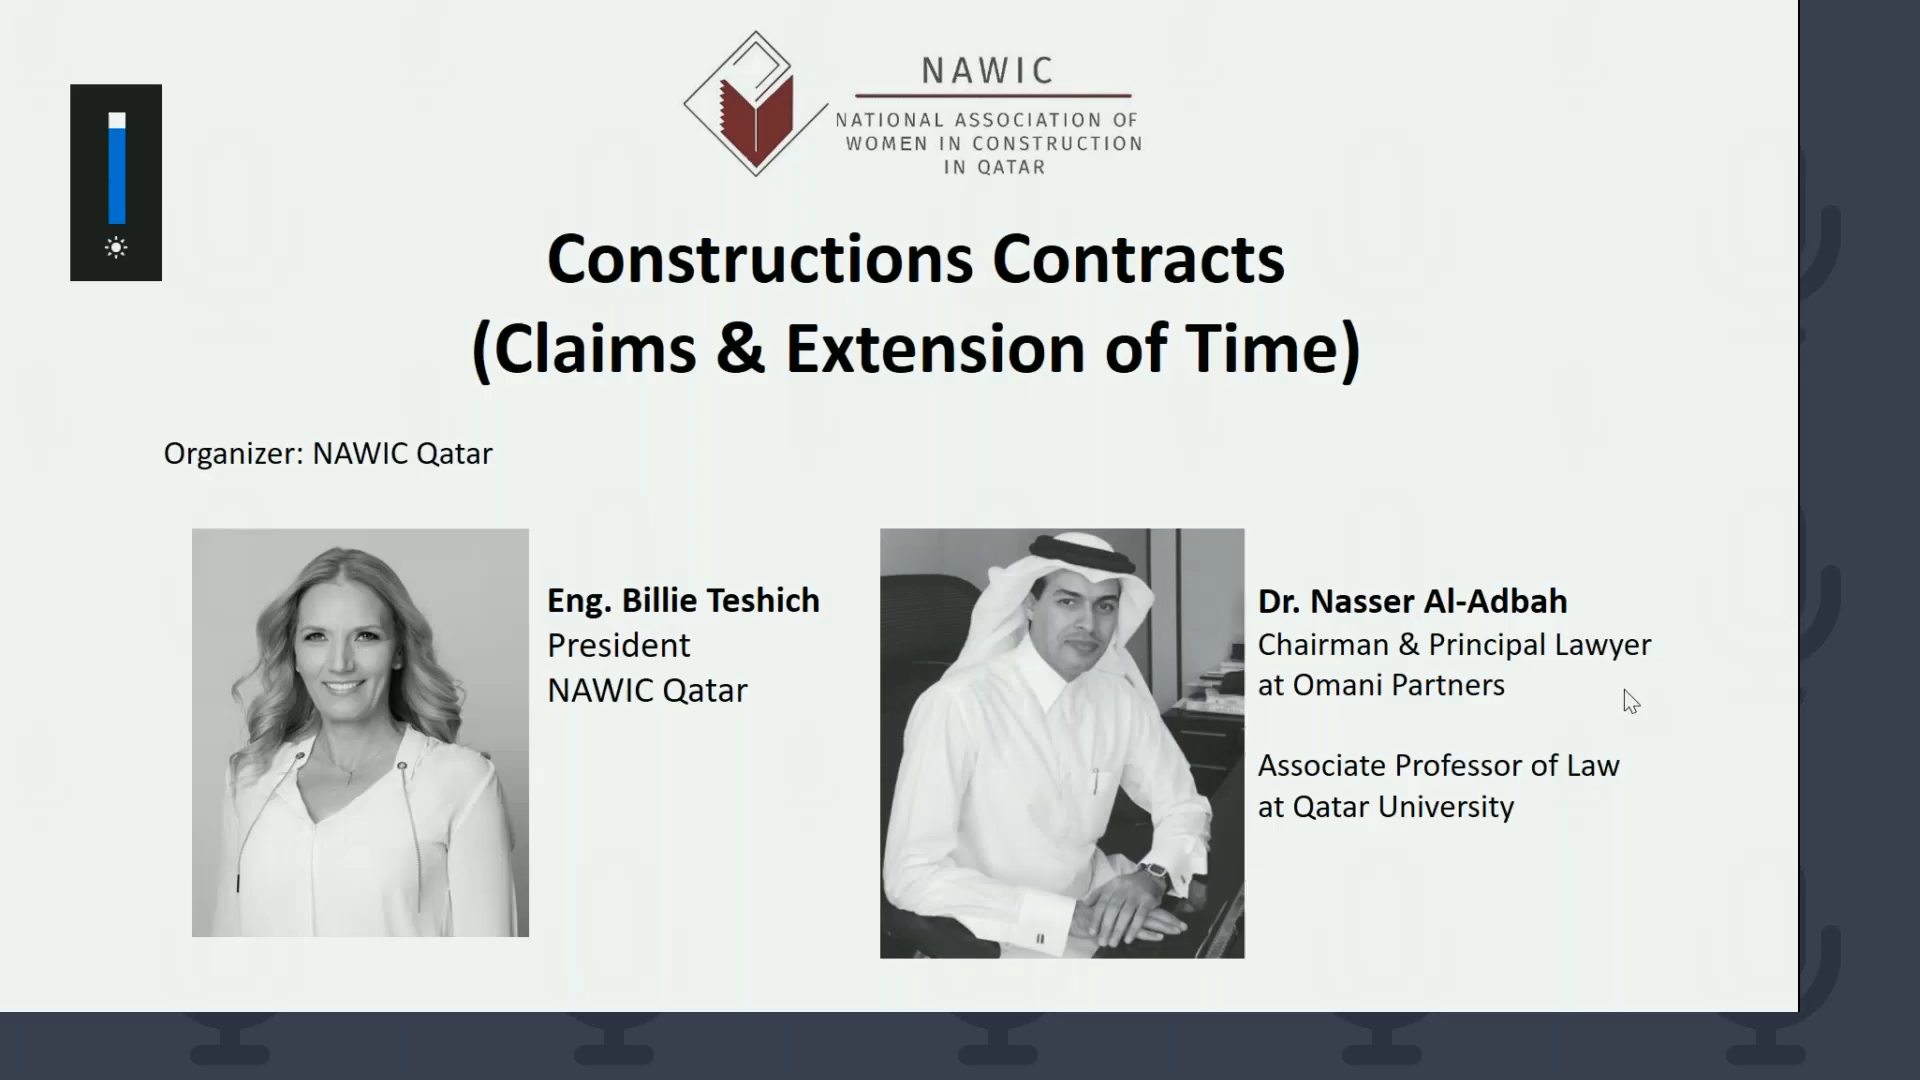 NAWIC
NATIONAL ASSOCIATION OF
WOMEN IN CONSTRUCTION
IN QATAR
Constructions Contracts
(Claims & Extension of Time)
Organizer: NAWIC Qatar
Eng. Billie Teshich
President
NAWIC Qatar
Dr. Nasser Al-Adbah
Chairman & Principal Lawyer
at Omani Partners
Associate Professor of Law
at Qatar University